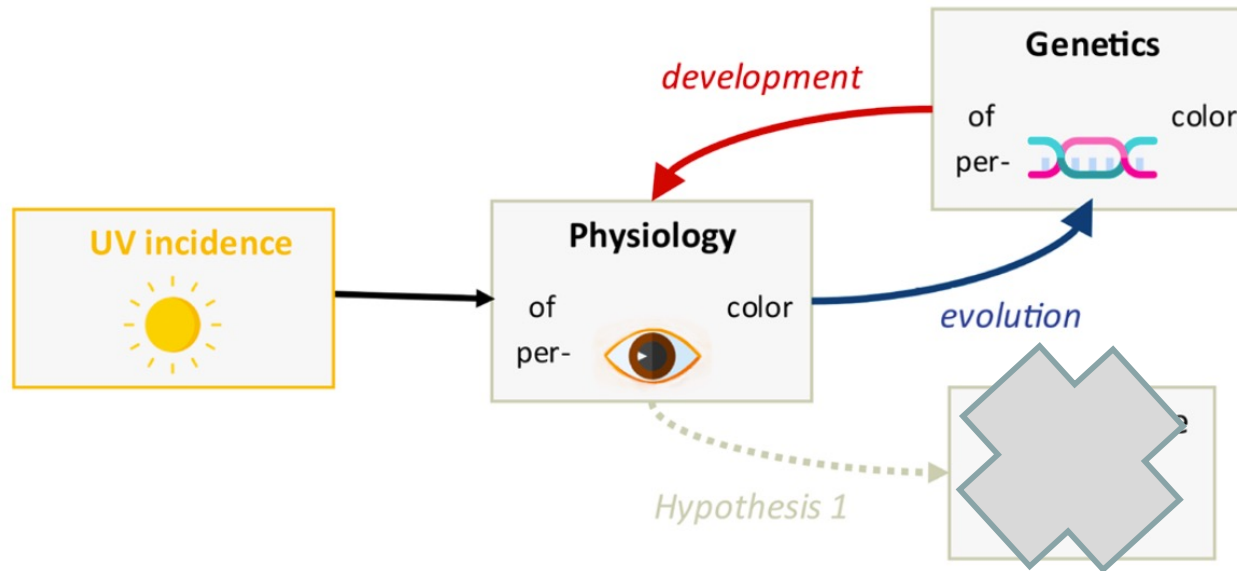 Genetics
development
of color
per-
UV incidence
Physiology
of color
per-
evolution
Hypothesis 1